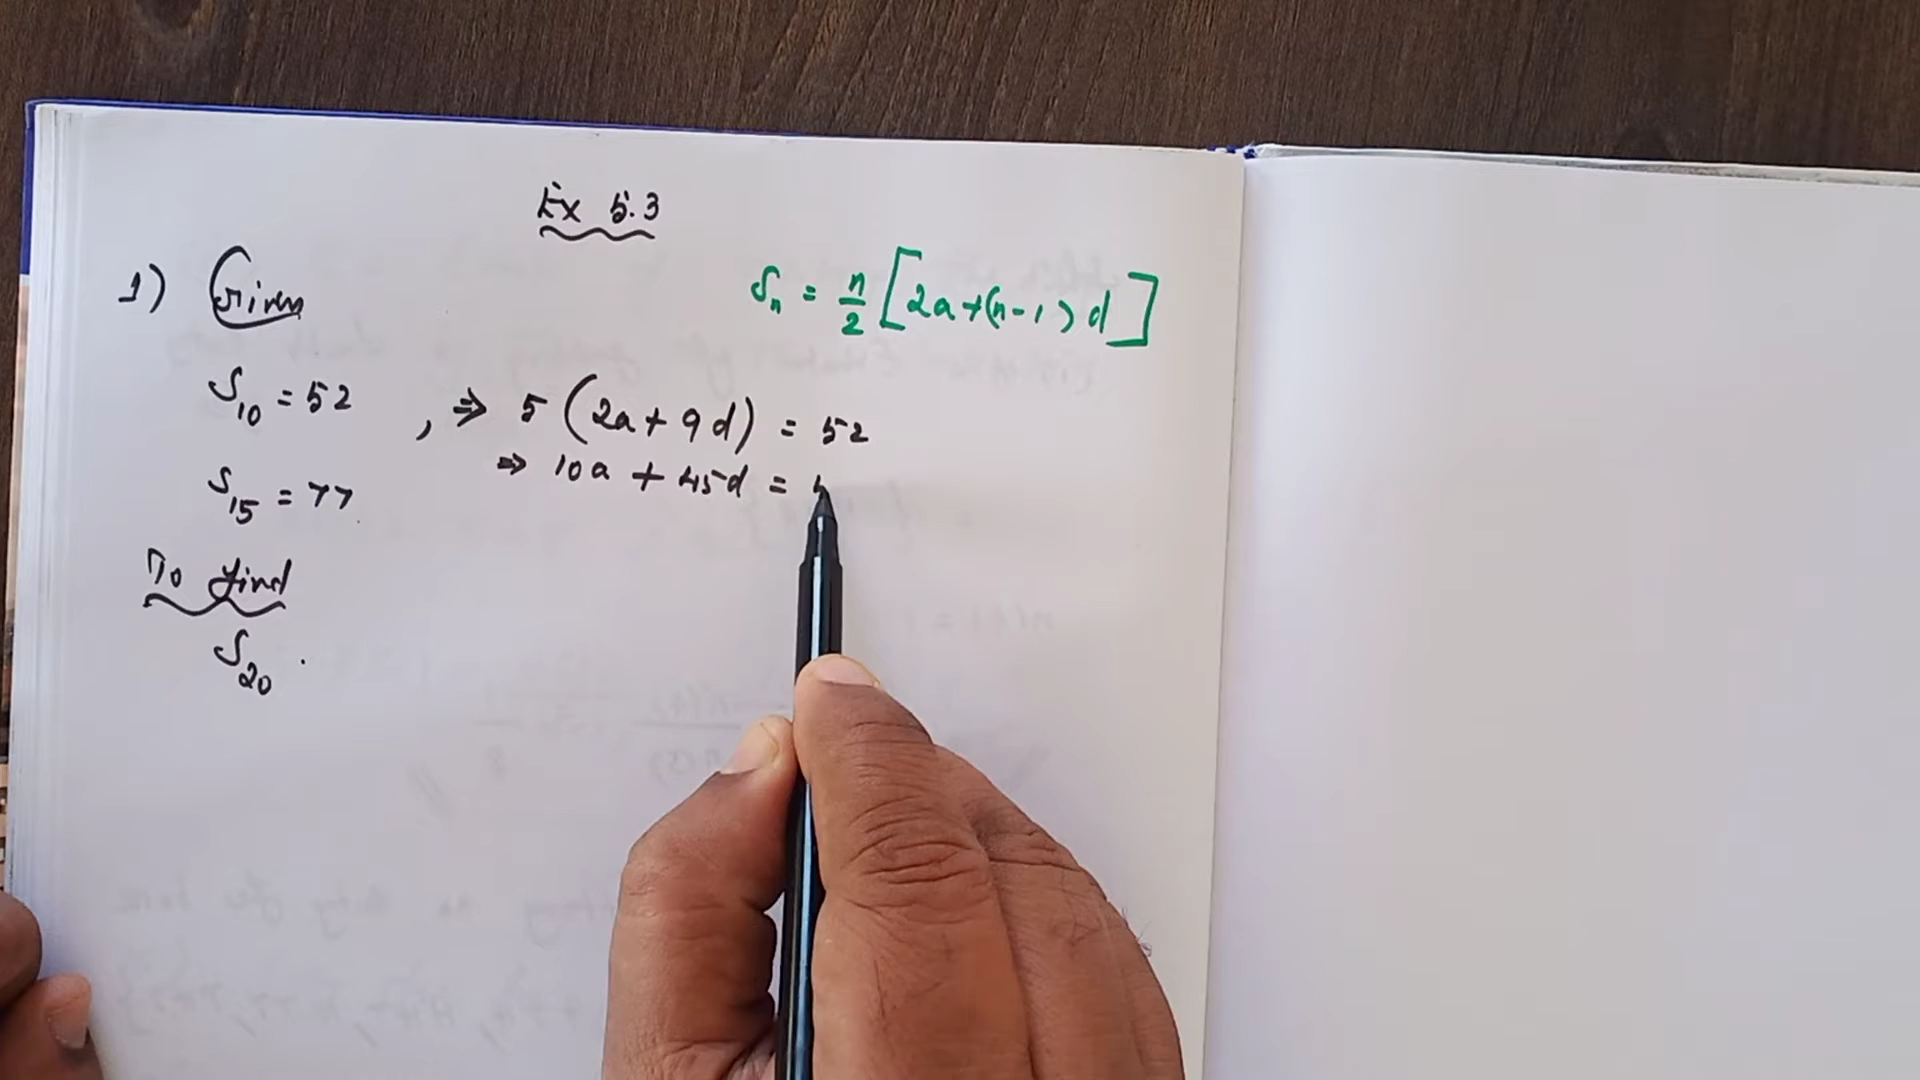 Ex 5.3
1) Given
Sₙ = n/2 [2a+(n-1)d]
S₁₀ = 52 , ⇒ 5 (2a + 9d) = 52
⇒ 10a + 45d =
S₁₅ = 77
To find
S₂₀ .